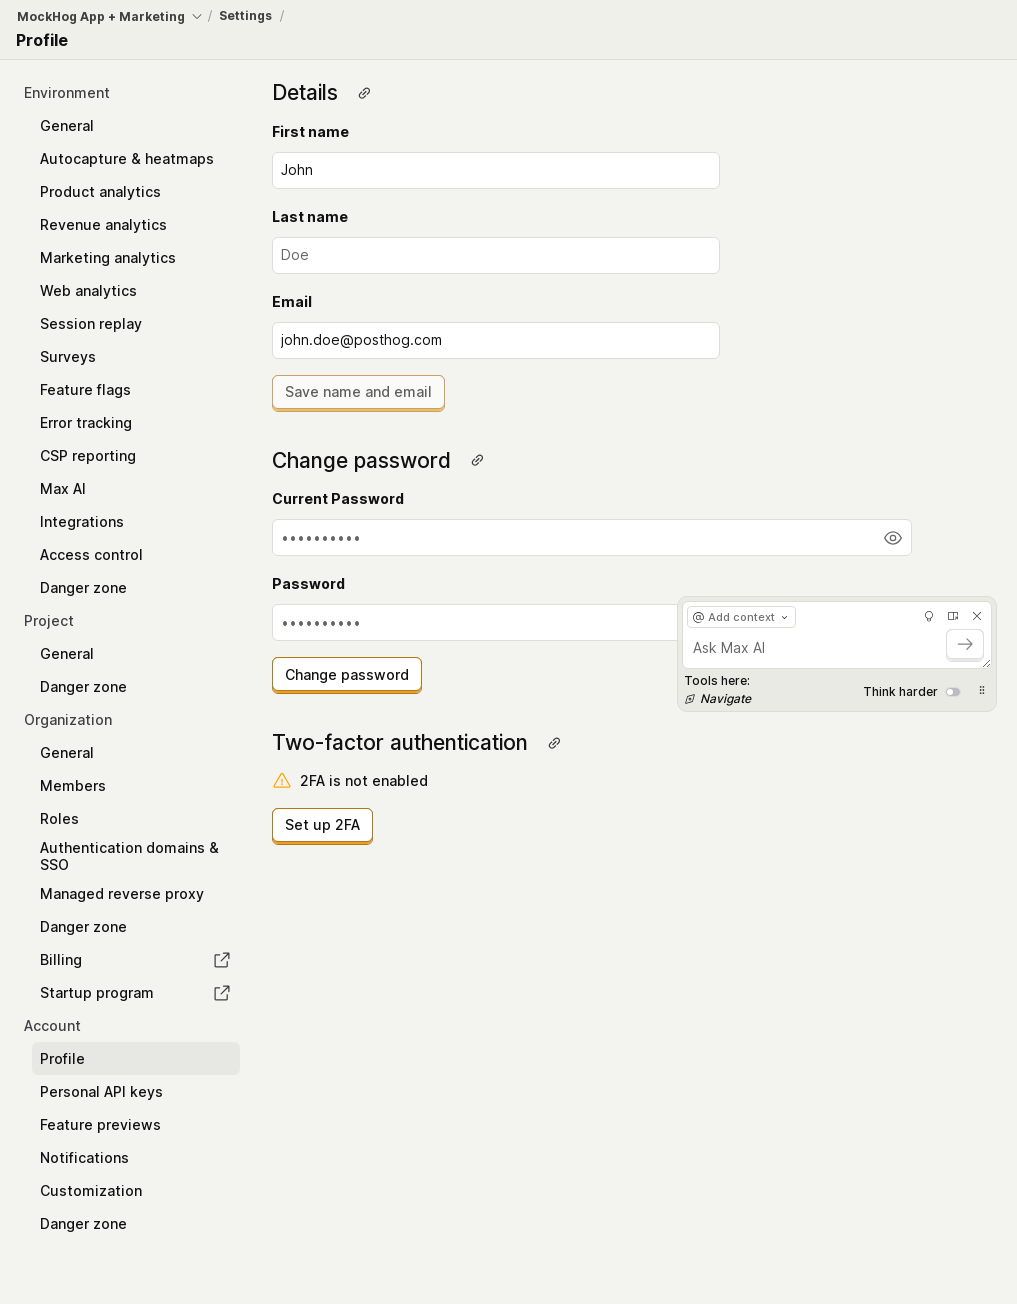 MockHog App + Marketing / Settings /
Profile
Environment
General
Autocapture & heatmaps
Product analytics
Revenue analytics
Marketing analytics
Web analytics
Session replay
Surveys
Feature flags
Error tracking
CSP reporting
Max AI
Integrations
Access control
Danger zone
Project
General
Danger zone
Organization
General
Members
Roles
Authentication domains &
SSO
Managed reverse proxy
Danger zone
Billing
Startup program
Account
Profile
Personal API keys
Feature previews
Notifications
Customization
Danger zone
Details
First name
John
Last name
Doe
Email
john.doe@posthog.com
Save name and email
Change password
Current Password
••••••••••
Password
••••••••••
Change password
Two-factor authentication
2FA is not enabled
Set up 2FA
@ Add context
Ask Max AI
Tools here:
Navigate
Think harder